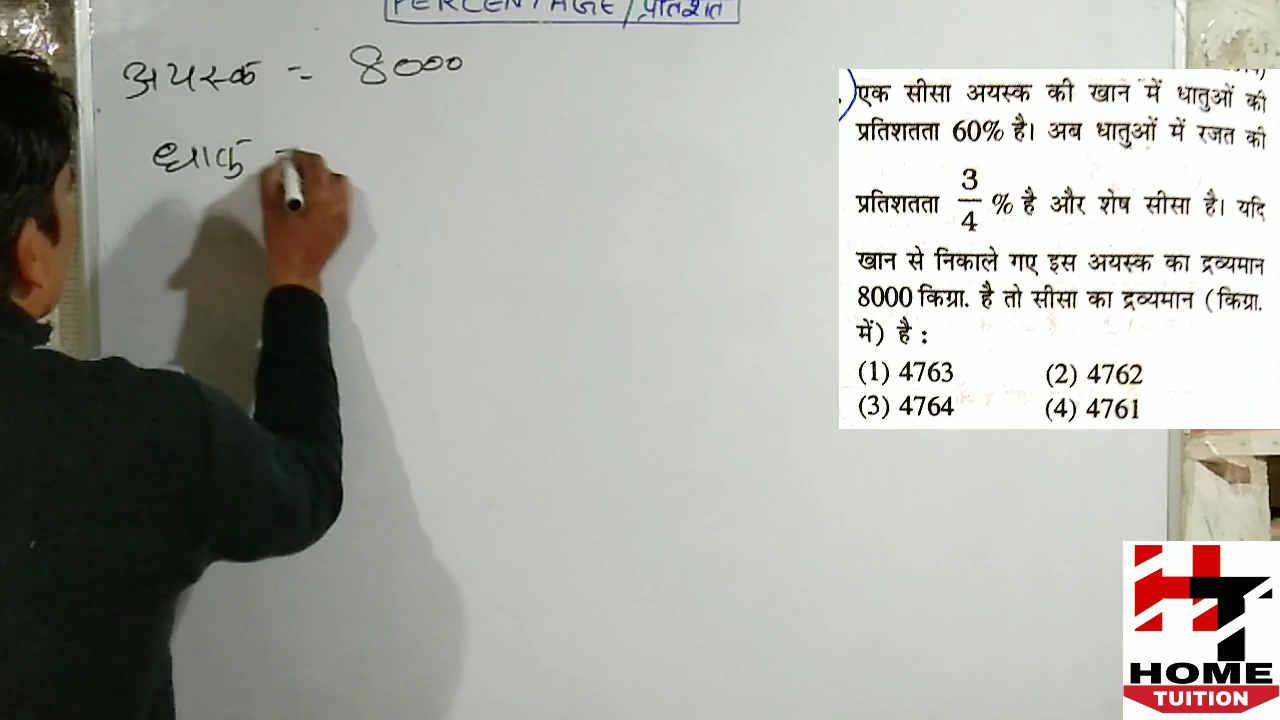 PERCENTAGE/प्रतिशत
अयस्क = 8000
धातु =
एक सीसा अयस्क की खान में धातुओं की
प्रतिशतता 60% है। अब धातुओं में रजत की
प्रतिशतता 3/4 % है और शेष सीसा है। यदि
खान से निकाले गए इस अयस्क का द्रव्यमान
8000 किग्रा. है तो सीसा का द्रव्यमान (किग्रा.
में) है :
(1) 4763 (2) 4762
(3) 4764 (4) 4761
HT
HOME
TUITION